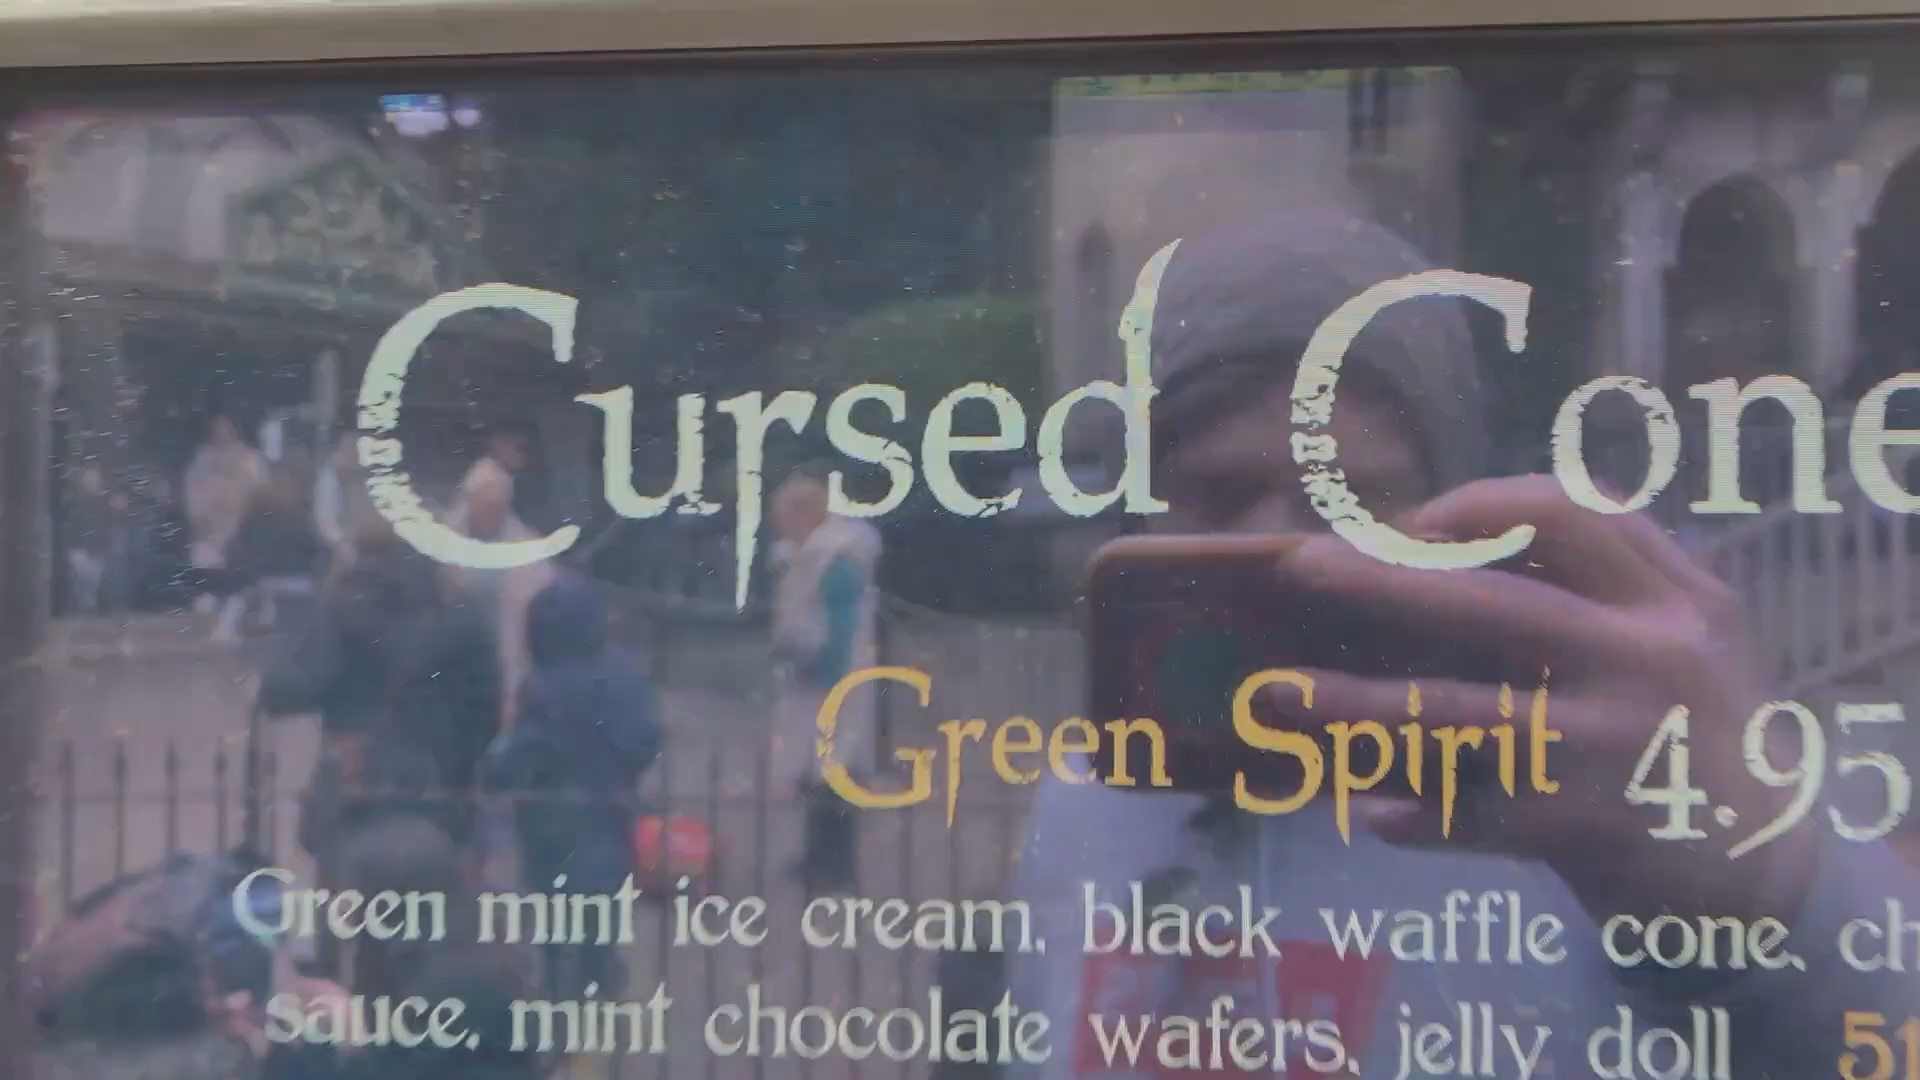 Cursed Cone
Green Spirit 4.95
Green mint ice cream, black waffle cone, ch
sauce, mint chocolate wafers, jelly doll 51